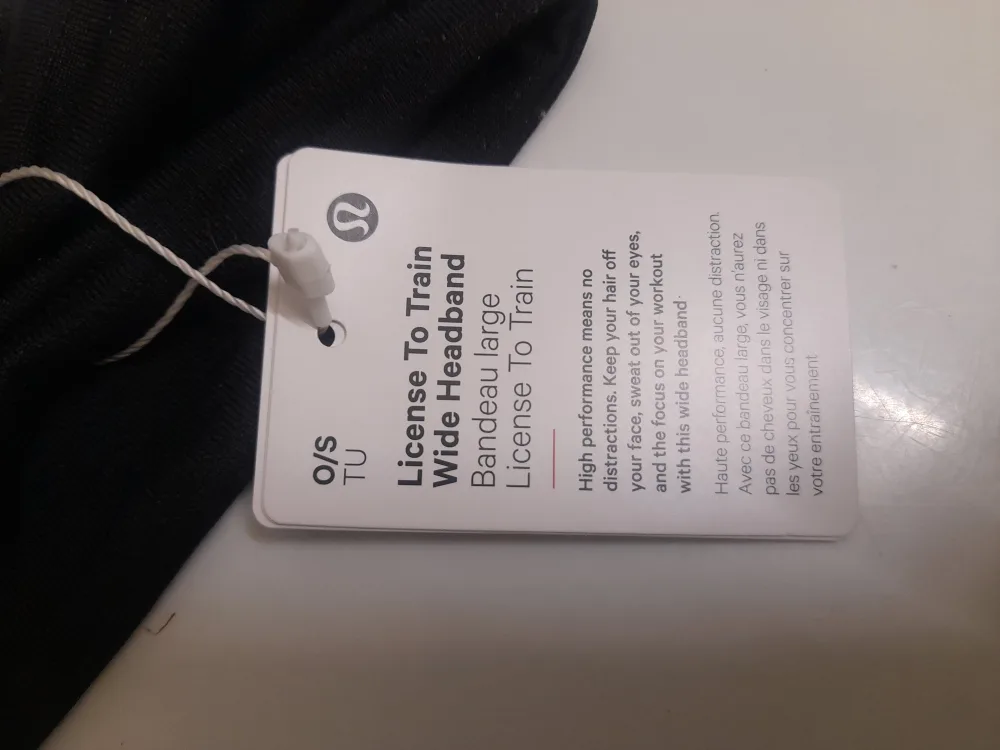 O/S
TU
License To Train
Wide Headband
Bandeau large
License To Train
High performance means no
distractions. Keep your hair off
your face, sweat out of your eyes,
and the focus on your workout
with this wide headband.
Haute performance, aucune distraction.
Avec ce bandeau large, vous n'aurez
pas de cheveux dans le visage ni dans
les yeux pour vous concentrer sur
votre entraînement